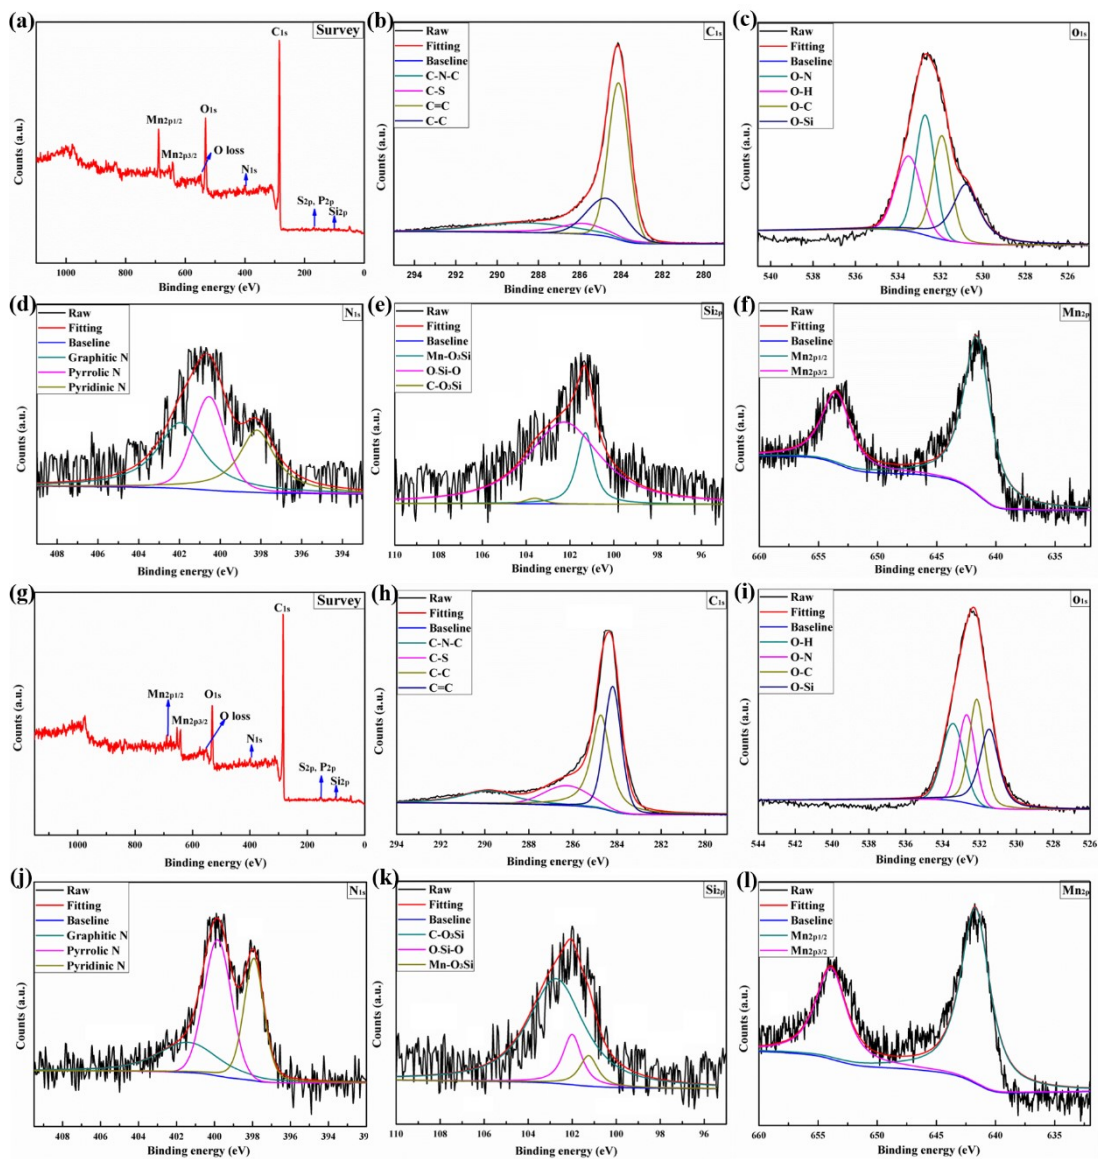 (a)
Survey
C1s
O1s
Mn2p1/2
Mn2p3/2
O loss
N1s
S2p, P2p
Si2p
Counts (a.u.)
1000 800 600 400 200 0
Binding energy (eV)
(b)
C1s
Raw
Fitting
Baseline
C-N-C
C-S
C=C
C-C
Counts (a.u.)
294 292 290 288 286 284 282 280
Binding energy (eV)
(c)
O1s
Raw
Fitting
Baseline
O-N
O-H
O-C
O-Si
Counts (a.u.)
540 538 536 534 532 530 528 526
Binding energy (eV)
(d)
N1s
Raw
Fitting
Baseline
Graphitic N
Pyrrolic N
Pyridinic N
Counts (a.u.)
408 406 404 402 400 398 396 394
Binding energy (eV)
(e)
Si2p
Raw
Fitting
Baseline
Mn-O3Si
O-Si-O
C-O3Si
Counts (a.u.)
110 108 106 104 102 100 98 96
Binding energy (eV)
(f)
Mn2p
Raw
Fitting
Baseline
Mn2p1/2
Mn2p3/2
Counts (a.u.)
660 655 650 645 640 635
Binding energy (eV)
(g)
Survey
C1s
Mn2p1/2
O1s
Mn2p3/2
O loss
N1s
S2p, P2p
Si2p
Counts (a.u.)
1000 800 600 400 200 0
Binding energy (eV)
(h)
C1s
Raw
Fitting
Baseline
C-N-C
C-S
C-C
C=C
Counts (a.u.)
294 292 290 288 286 284 282 280
Binding energy (eV)
(i)
O1s
Raw
Fitting
Baseline
O-H
O-N
O-C
O-Si
Counts (a.u.)
544 542 540 538 536 534 532 530 528 526
Binding energy (eV)
(j)
N1s
Raw
Fitting
Baseline
Graphitic N
Pyrrolic N
Pyridinic N
Counts (a.u.)
408 406 404 402 400 398 396 394 39
Binding energy (eV)
(k)
Si2p
Raw
Fitting
Baseline
C-O3Si
O-Si-O
Mn-O3Si
Counts (a.u.)
110 108 106 104 102 100 98 96
Binding energy (eV)
(l)
Mn2p
Raw
Fitting
Baseline
Mn2p1/2
Mn2p3/2
Counts (a.u.)
660 655 650 645 640 635
Binding energy (eV)